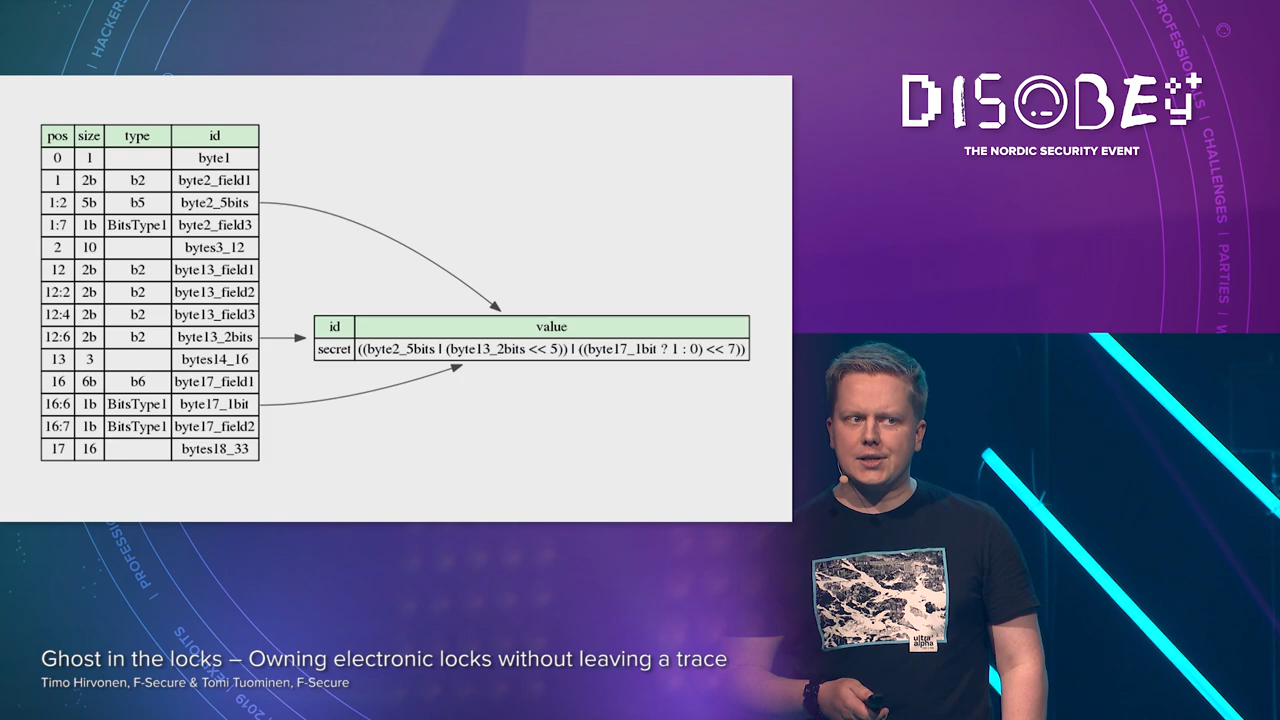 DISOBEY
THE NORDIC SECURITY EVENT
HACKERS
PROFESSIONALS | CHALLENGES | PARTIES
pos size type id
0 1 byte1
1 2b b2 byte2_field1
1:2 5b b5 byte2_5bits
1:7 1b BitsType1 byte2_field3
2 10 bytes3_12
12 2b b2 byte13_field1
12:2 2b b2 byte13_field2
12:4 2b b2 byte13_field3
12:6 2b b2 byte13_2bits
13 3 bytes14_16
16 6b b6 byte17_field1
16:6 1b BitsType1 byte17_1bit
16:7 1b BitsType1 byte17_field2
17 16 bytes18_33
id value
secret ((byte2_5bits | (byte13_2bits << 5)) | ((byte17_1bit ? 1 : 0) << 7))
ultra
alpha
Ghost in the locks – Owning electronic locks without leaving a trace
Timo Hirvonen, F-Secure & Tomi Tuominen, F-Secure